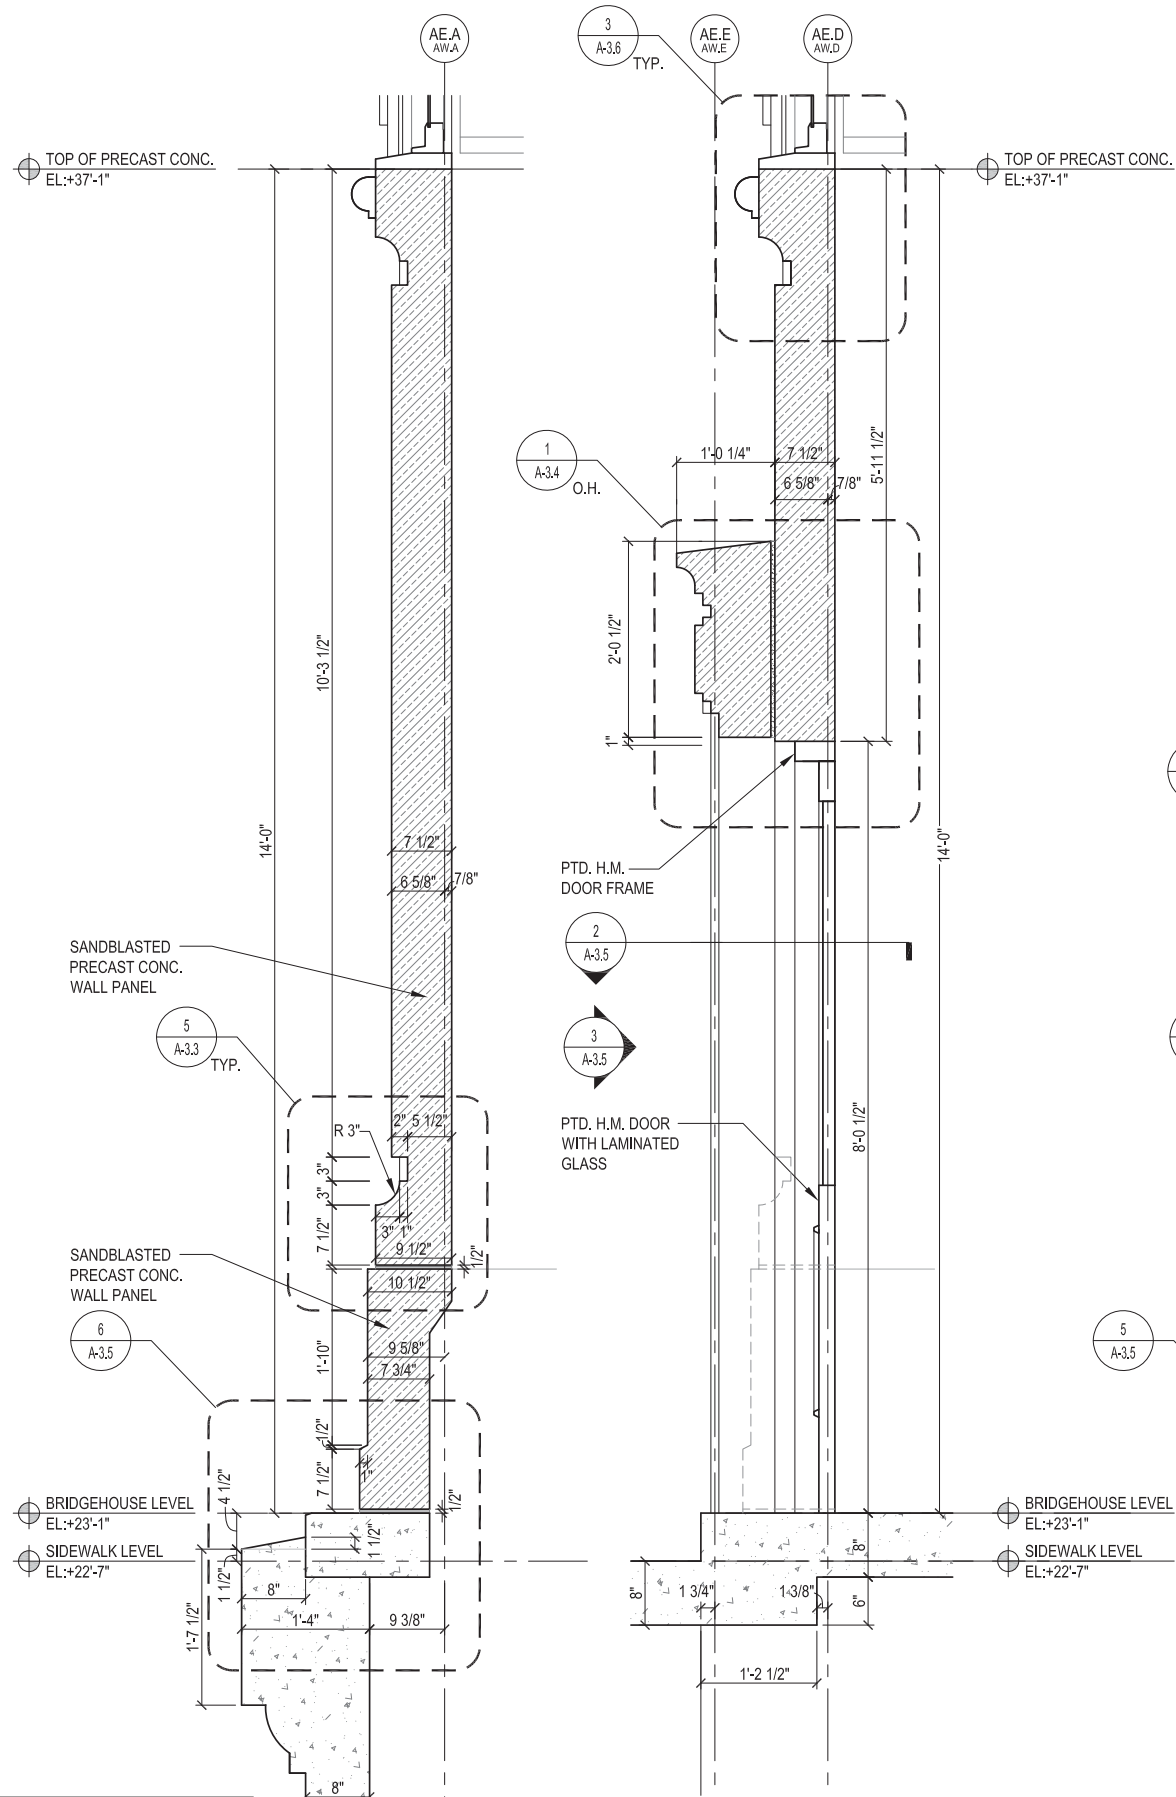 AE.A
AW.A
3
A-3.6
TYP.
AE.E
AW.E
AE.D
AW.D
TOP OF PRECAST CONC.
EL:+37'-1"
TOP OF PRECAST CONC.
EL:+37'-1"
1
A-3.4
O.H.
1'-0 1/4"
7 1/2"
6 5/8"
7/8"
5'-11 1/2"
10'-3 1/2"
2'-0 1/2"
1"
14'-0"
14'-0"
7 1/2"
6 5/8"
7/8"
PTD. H.M.
DOOR FRAME
2
A-3.5
SANDBLASTED
PRECAST CONC.
WALL PANEL
5
A-3.3
TYP.
3
A-3.5
PTD. H.M. DOOR
WITH LAMINATED
GLASS
8'-0 1/2"
R 3"
2"
5 1/2"
3"
3"
7 1/2"
3"
1"
9 1/2"
1/2"
10 1/2"
SANDBLASTED
PRECAST CONC.
WALL PANEL
6
A-3.5
5
A-3.5
1'-10"
9 5/8"
7 3/4"
1/2"
7 1/2"
1"
1/2"
4 1/2"
BRIDGEHOUSE LEVEL
EL:+23'-1"
SIDEWALK LEVEL
EL:+22'-7"
1 1/2"
1 1/2"
8"
1'-4"
9 3/8"
1'-7 1/2"
8"
BRIDGEHOUSE LEVEL
EL:+23'-1"
SIDEWALK LEVEL
EL:+22'-7"
8"
8"
1 3/4"
1 3/8"
6"
1'-2 1/2"